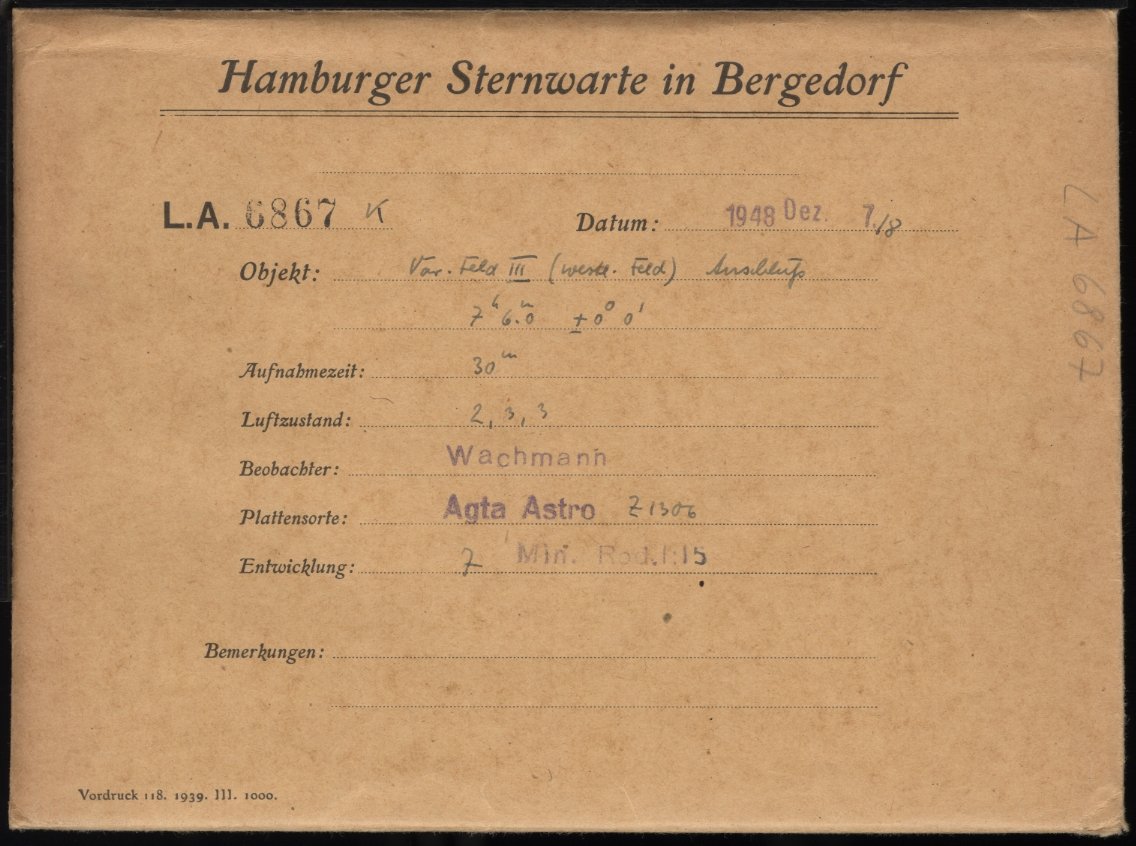 Hamburger Sternwarte in Bergedorf
L.A. 6867 K
Datum: 1948 Dez. 7./8
Objekt: Var. Feld III (westl. Feld) Anschluß
7ʰ 6.ᵐ0 ±0° 0'
Aufnahmezeit: 30ᵐ
Luftzustand: 2, 3, 3
Beobachter: Wachmann
Plattensorte: Agfa Astro Z1306
Entwicklung: 7 Min. Rod.1:15
Bemerkungen:
Vordruck 118. 1939. III. 1000.
LA 6867